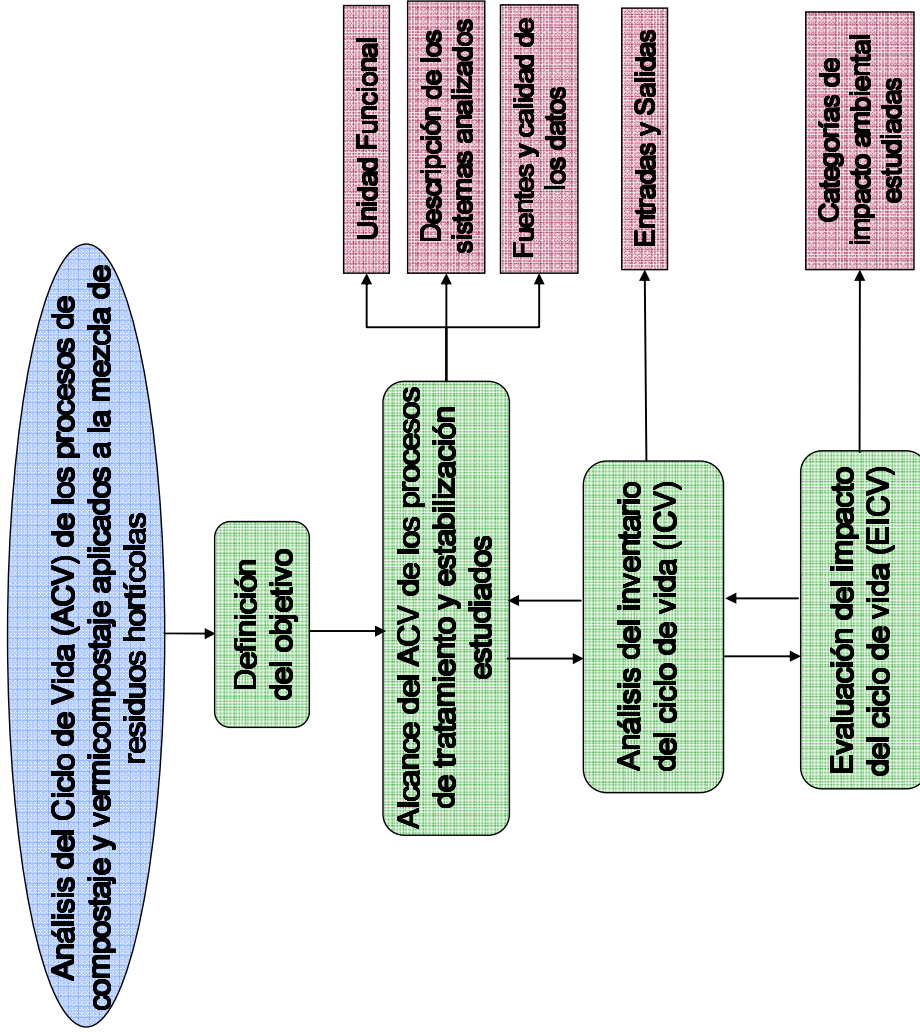 Análisis del Ciclo de Vida (ACV) de los procesos de
compostaje y vermicompostaje aplicados a la mezcla de
residuos hortícolas
Definición
del objetivo
Alcance del ACV de los procesos
de tratamiento y estabilización
estudiados
Unidad Funcional
Descripción de los
sistemas analizados
Fuentes y calidad de
los datos
Análisis del inventario
del ciclo de vida (ICV)
Entradas y Salidas
Evaluación del impacto
del ciclo de vida (EICV)
Categorías de
impacto ambiental
estudiadas